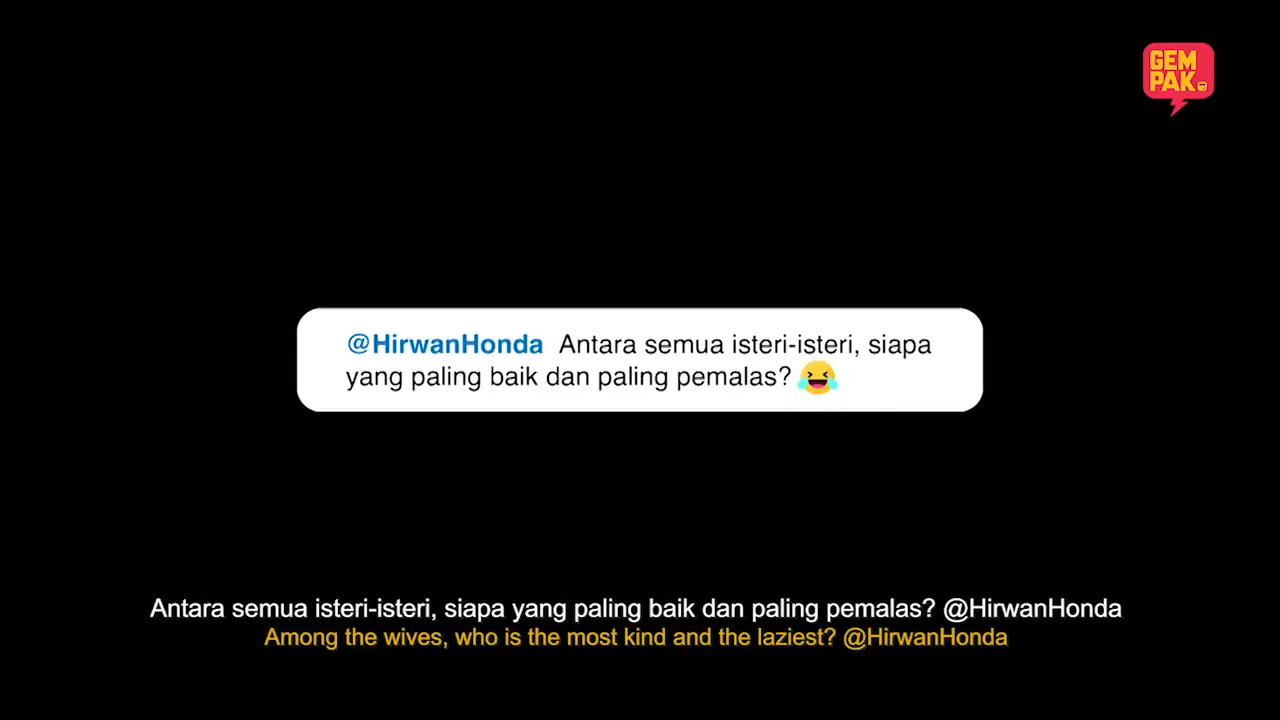 GEM
PAK
@HirwanHonda Antara semua isteri-isteri, siapa
yang paling baik dan paling pemalas? 😂
Antara semua isteri-isteri, siapa yang paling baik dan paling pemalas? @HirwanHonda
Among the wives, who is the most kind and the laziest? @HirwanHonda